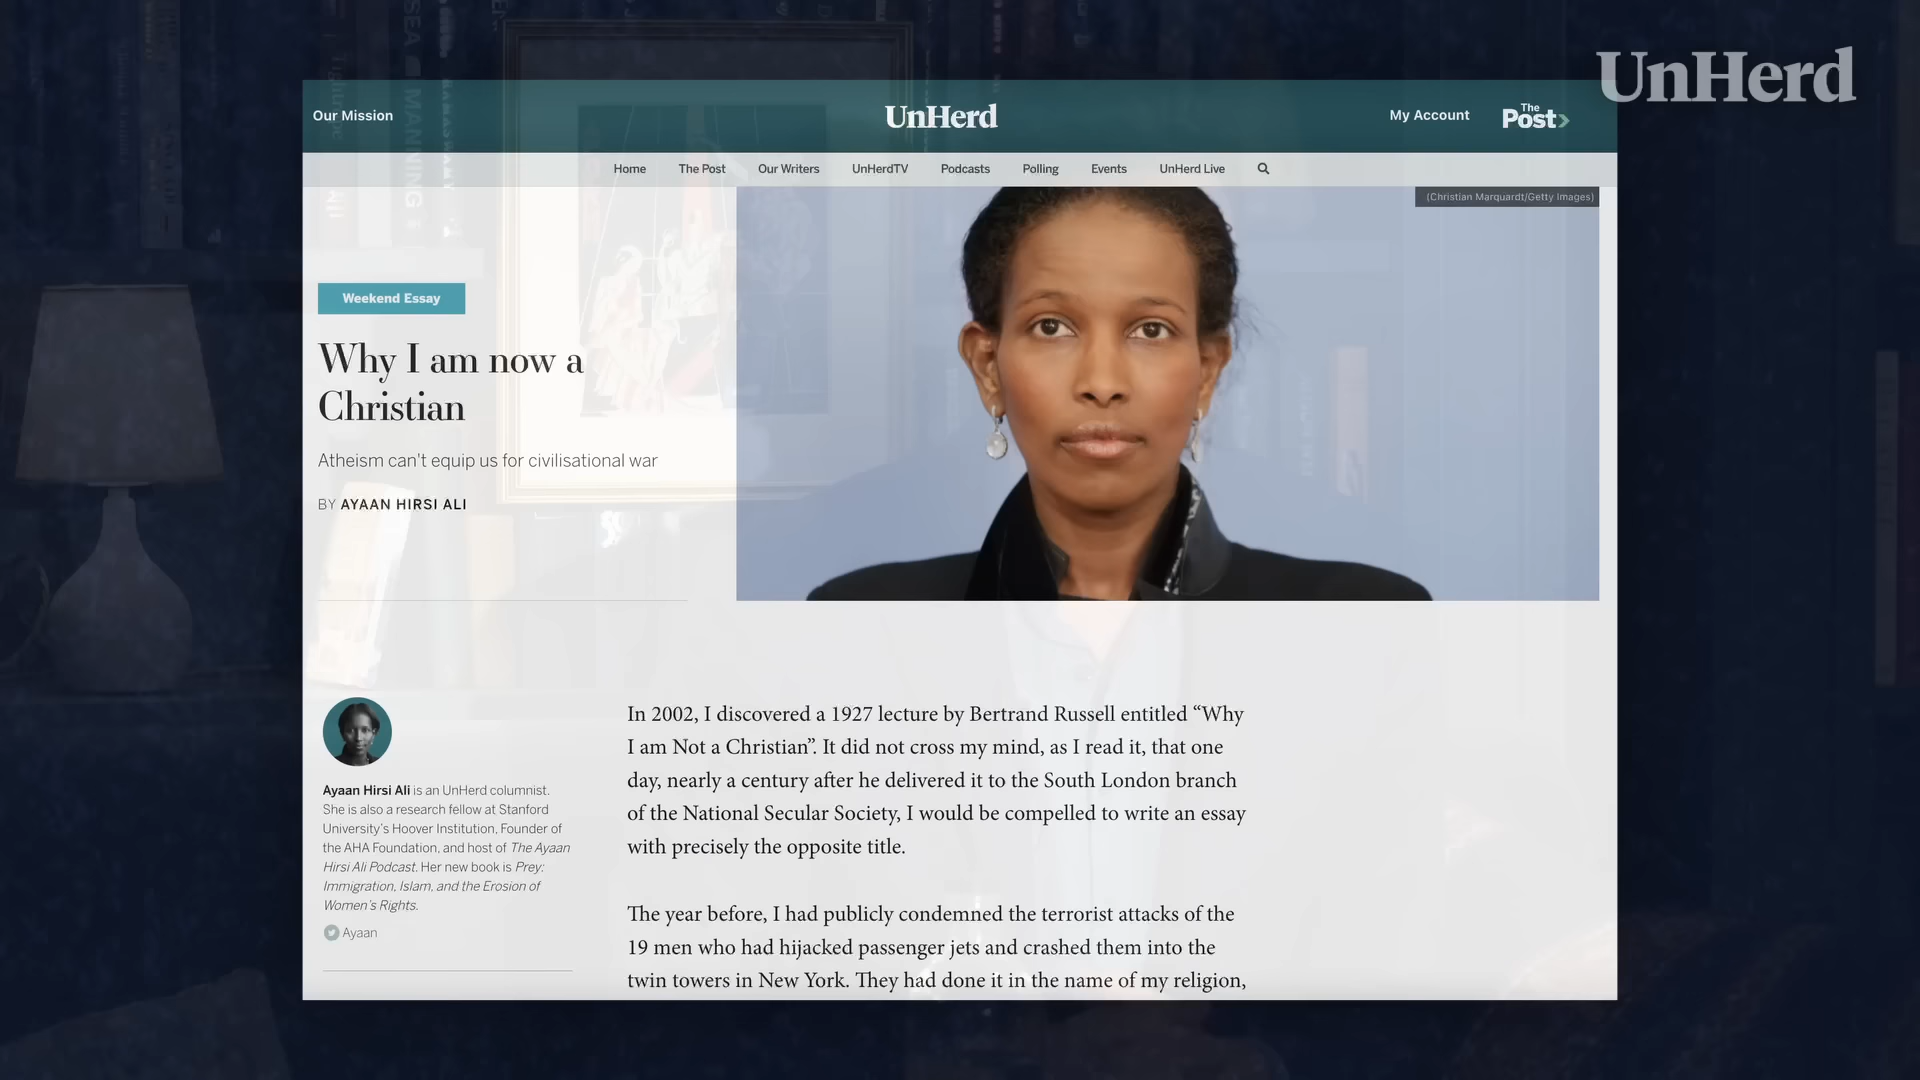 UnHerd
Our Mission
UnHerd
My Account
The Post>
Home
The Post
Our Writers
UnHerdTV
Podcasts
Polling
Events
UnHerd Live
(Christian Marquardt/Getty Images)
Weekend Essay
Why I am now a
Christian
Atheism can't equip us for civilisational war
BY AYAAN HIRSI ALI
Ayaan Hirsi Ali is an UnHerd columnist.
She is also a research fellow at Stanford
University's Hoover Institution, Founder of
the AHA Foundation, and host of The Ayaan
Hirsi Ali Podcast. Her new book is Prey:
Immigration, Islam, and the Erosion of
Women's Rights.
Ayaan
In 2002, I discovered a 1927 lecture by Bertrand Russell entitled “Why
I am Not a Christian”. It did not cross my mind, as I read it, that one
day, nearly a century after he delivered it to the South London branch
of the National Secular Society, I would be compelled to write an essay
with precisely the opposite title.
The year before, I had publicly condemned the terrorist attacks of the
19 men who had hijacked passenger jets and crashed them into the
twin towers in New York. They had done it in the name of my religion,
MANNING